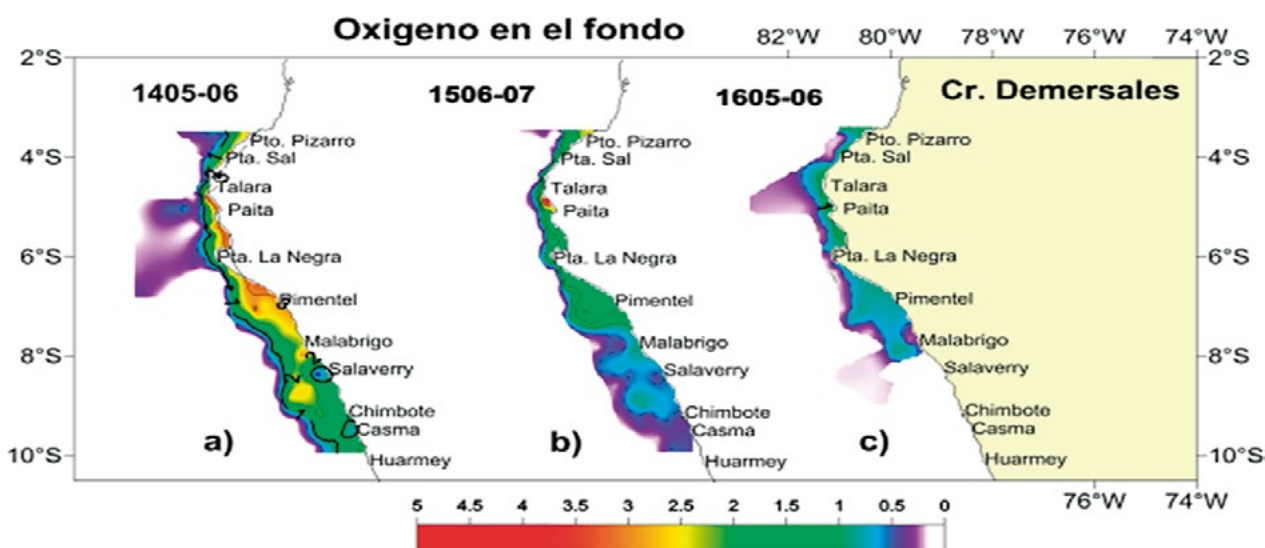 Oxigeno en el fondo
82°W 80°W 78°W 76°W 74°W
2°S 2°S
1405-06 1506-07 1605-06 Cr. Demersales
Pto. Pizarro Pto. Pizarro Pto. Pizarro
4°S Pta. Sal Pta. Sal Pta. Sal 4°S
Talara Talara Talara
Paita Paita Paita
6°S Pta. La Negra Pta. La Negra Pta. La Negra 6°S
Pimentel Pimentel Pimentel
Malabrigo Malabrigo Malabrigo
8°S Salaverry Salaverry Salaverry 8°S
Chimbote Chimbote Chimbote
Casma Casma Casma
a) b) c)
10°S Huarmey Huarmey Huarmey 10°S
76°W 74°W
5 4.5 4 3.5 3 2.5 2 1.5 1 0.5 0